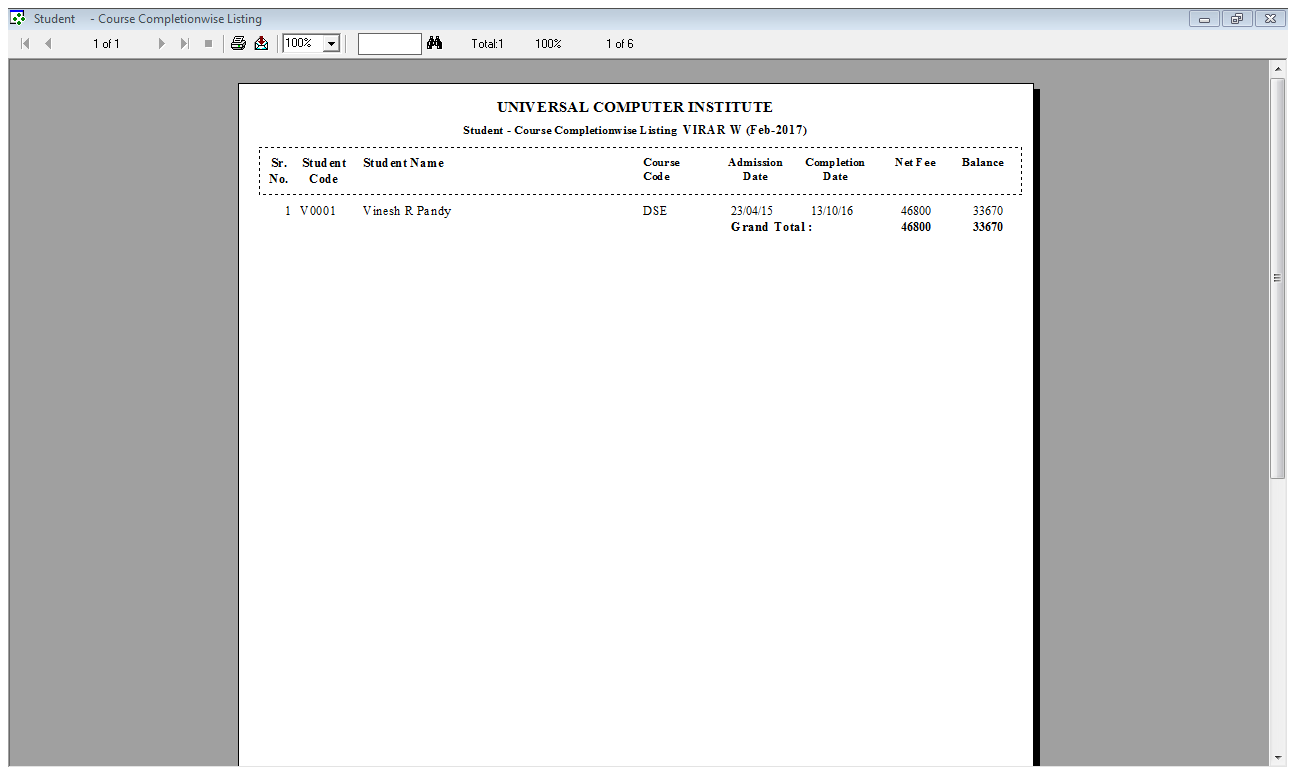 Student - Course Completionwise Listing
1 of 1 100% Total:1 100% 1 of 6
UNIVERSAL COMPUTER INSTITUTE
Student - Course Completionwise Listing VIRAR W (Feb-2017)
Sr. Student Student Name Course Admission Completion Net Fee Balance
No. Code Code Date Date
1 V0001 Vinesh R Pandy DSE 23/04/15 13/10/16 46800 33670
Grand Total : 46800 33670